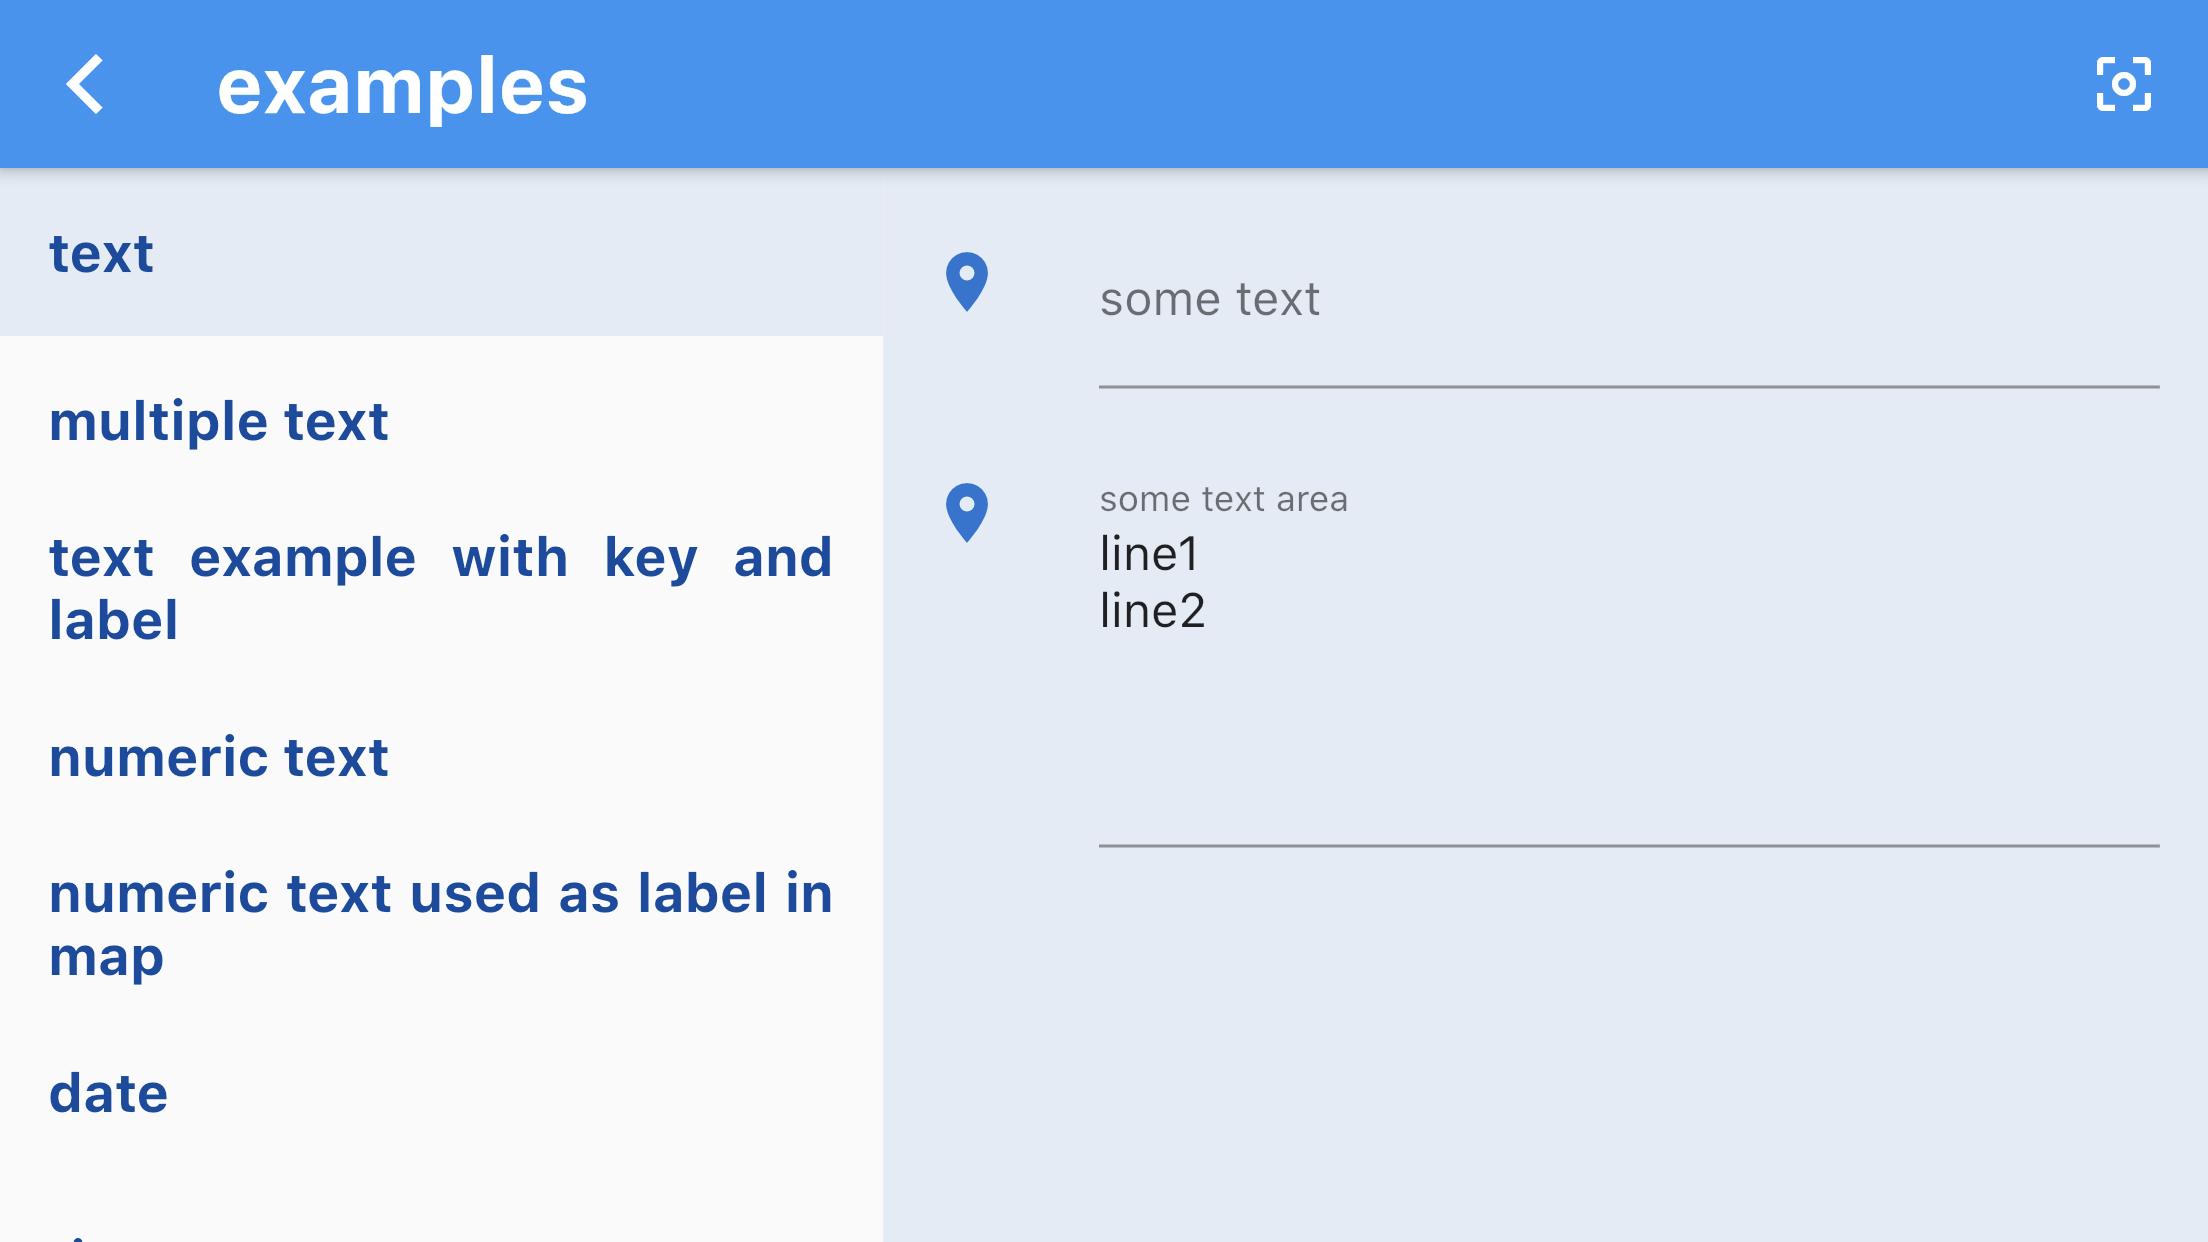 examples
text
multiple text
text example with key and
label
numeric text
numeric text used as label in
map
date
some text
some text area
line1
line2